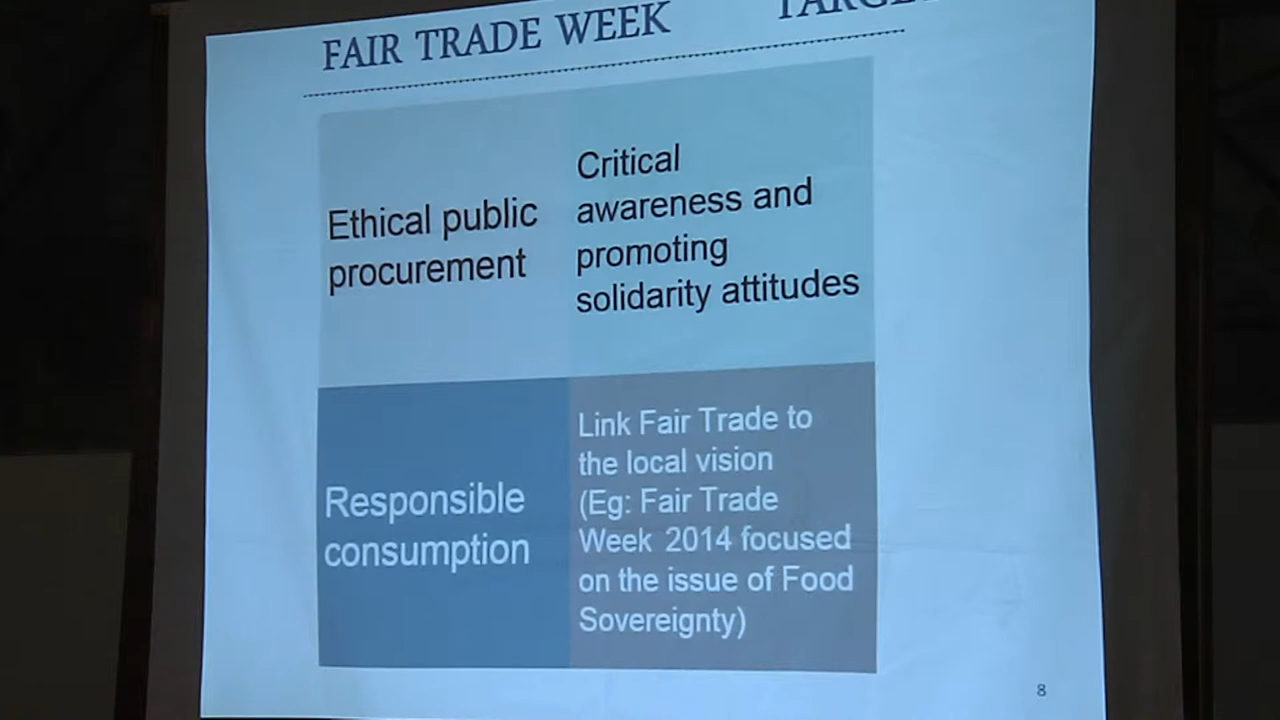 FAIR TRADE WEEK
Ethical public
procurement
Critical
awareness and
promoting
solidarity attitudes
Responsible
consumption
Link Fair Trade to
the local vision
(Eg: Fair Trade
Week 2014 focused
on the issue of Food
Sovereignty)
8